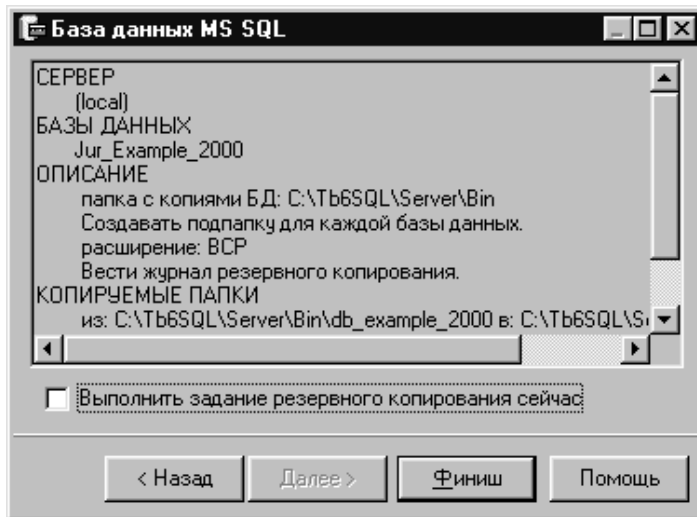 База данных MS SQL
СЕРВЕР
(local)
БАЗЫ ДАННЫХ
Jur_Example_2000
ОПИСАНИЕ
папка с копиями БД: C:\Tb6SQL\Server\Bin
Создавать подпапку для каждой базы данных.
расширение: BCP
Вести журнал резервного копирования.
КОПИРУЕМЫЕ ПАПКИ
из: C:\Tb6SQL\Server\Bin\db_example_2000 в: C:\Tb6SQL\S
Выполнить задание резервного копирования сейчас
< Назад
Далее >
Финиш
Помощь